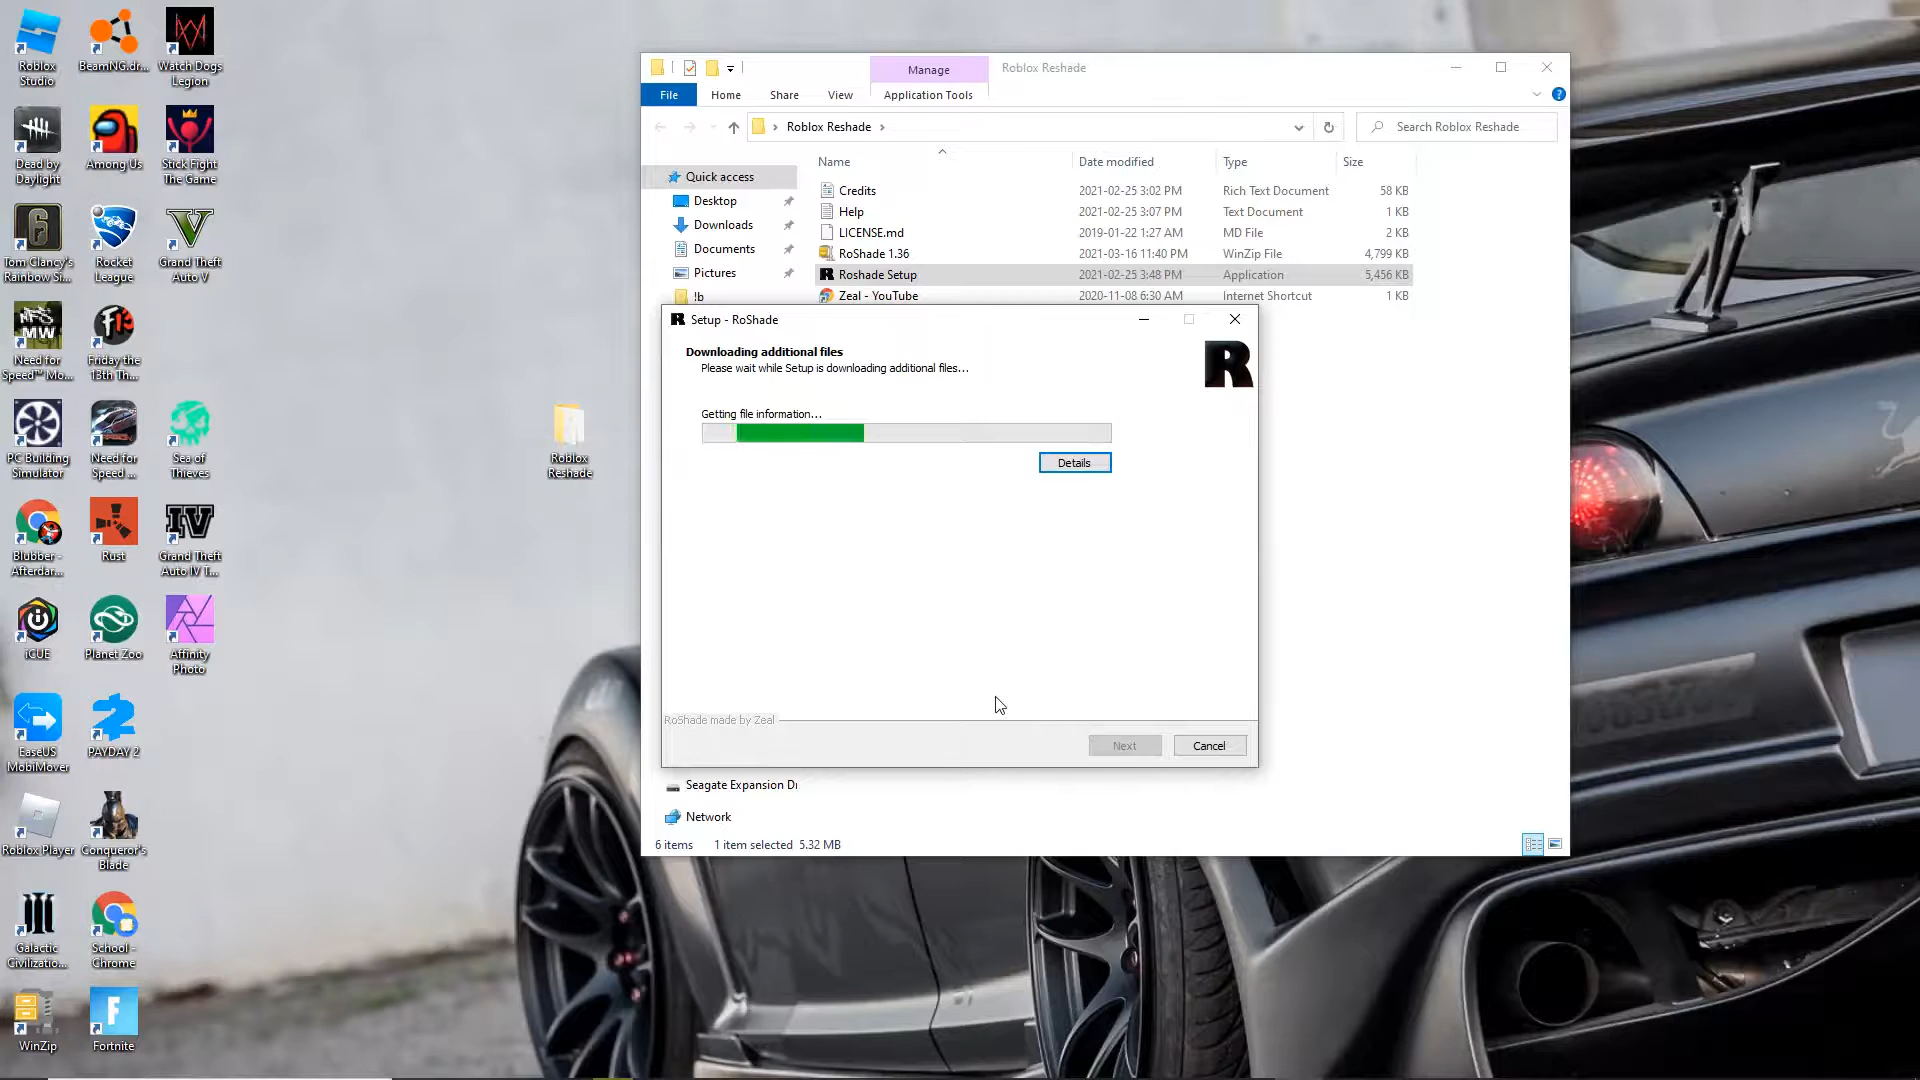 Roblox
Studio
BeamNG.dr...
Watch Dogs
Legion
Dead by
Daylight
Among Us
Stick Fight
The Game
Tom Clancy's
Rainbow Si...
Rocket
League
Grand Theft
Auto V
Need for
Speed™ Mo...
Friday the
13th Th...
PC Building
Simulator
Need for
Speed ...
Sea of
Thieves
Blubber -
Afterdar...
Rust
Grand Theft
Auto IV T...
iCUE
Planet Zoo
Affinity
Photo
EaseUS
MobiMover
PAYDAY 2
Roblox Player
Conqueror's
Blade
Galactic
Civilizatio...
School -
Chrome
WinZip
Fortnite
Roblox
Reshade
Manage
Roblox Reshade
File
Home
Share
View
Application Tools
Roblox Reshade
Search Roblox Reshade
Name
Date modified
Type
Size
Quick access
Desktop
Downloads
Documents
Pictures
!b
Credits 2021-02-25 3:02 PM Rich Text Document 58 KB
Help 2021-02-25 3:07 PM Text Document 1 KB
LICENSE.md 2019-01-22 1:27 AM MD File 2 KB
RoShade 1.36 2021-03-16 11:40 PM WinZip File 4,799 KB
Roshade Setup 2021-02-25 3:48 PM Application 5,456 KB
Zeal - YouTube 2020-11-08 6:30 AM Internet Shortcut 1 KB
R Setup - RoShade
Downloading additional files
Please wait while Setup is downloading additional files...
R
Getting file information...
Details
RoShade made by Zeal
Next
Cancel
Seagate Expansion Dr
Network
6 items 1 item selected 5.32 MB